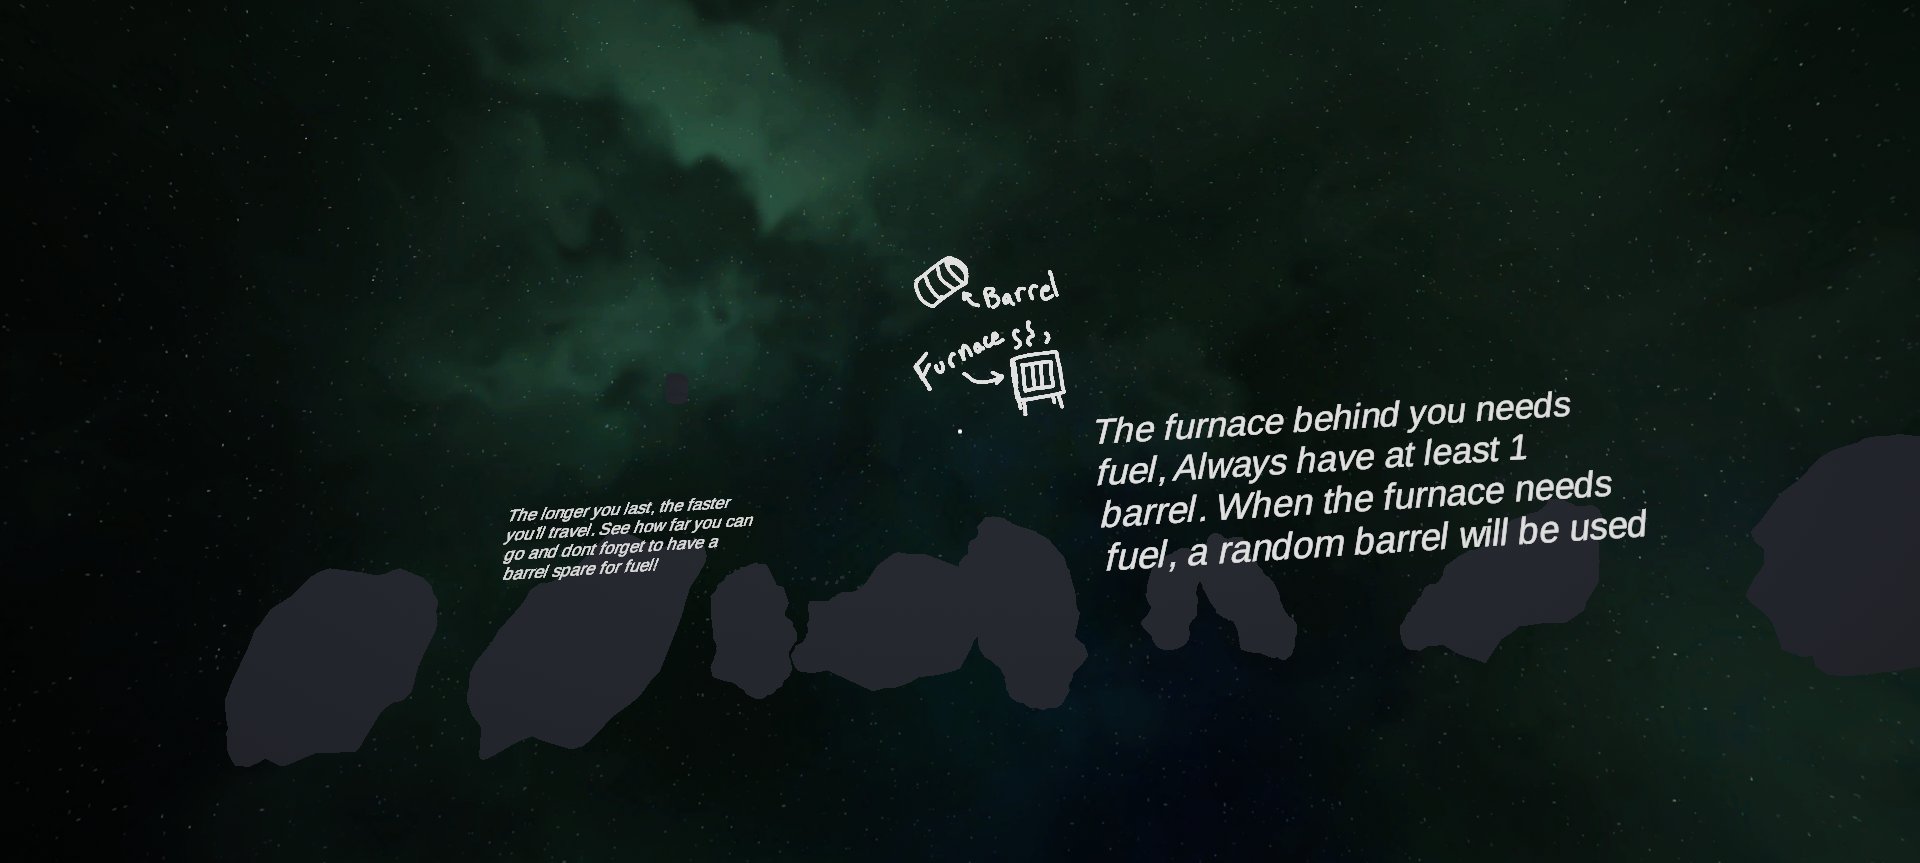 Barrel
Furnace
The furnace behind you needs
fuel, Always have at least 1
barrel. When the furnace needs
fuel, a random barrel will be used
The longer you last, the faster
you'll travel. See how far you can
go and dont forget to have a
barrel spare for fuel!